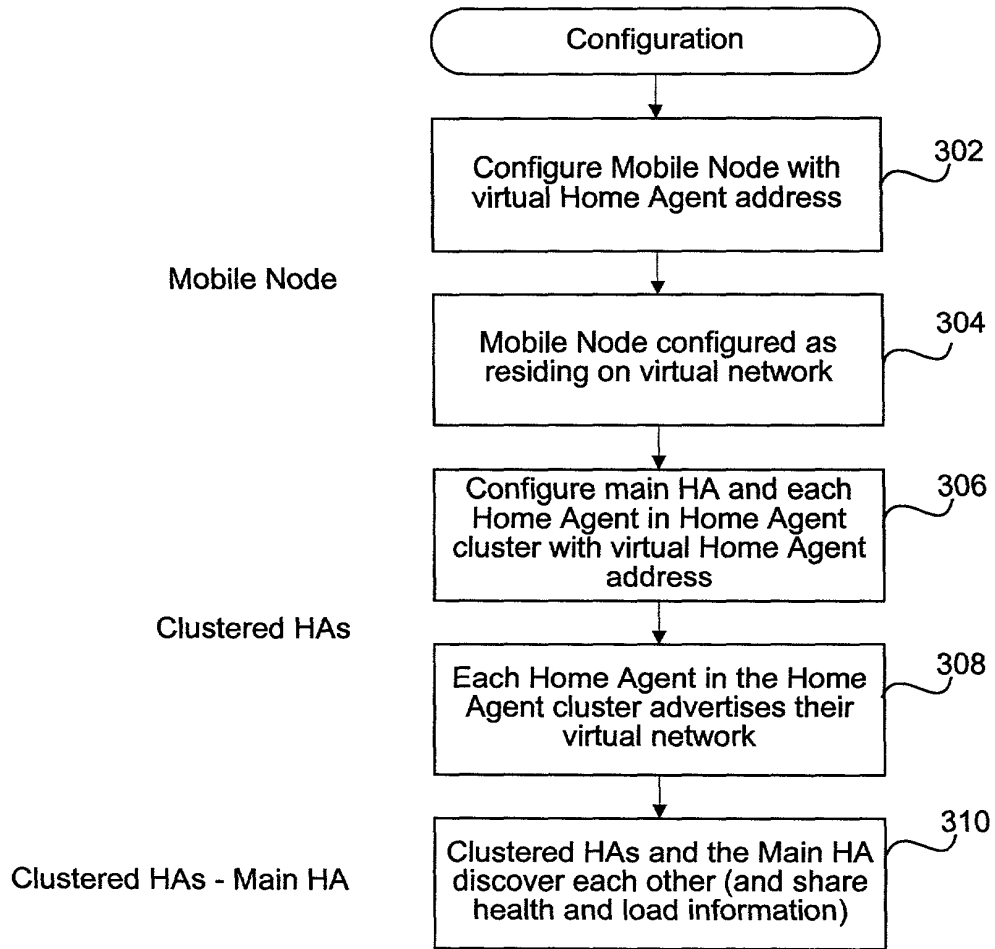 Configuration
302
Configure Mobile Node with
virtual Home Agent address
Mobile Node
304
Mobile Node configured as
residing on virtual network
306
Configure main HA and each
Home Agent in Home Agent
cluster with virtual Home Agent
address
Clustered HAs
308
Each Home Agent in the Home
Agent cluster advertises their
virtual network
310
Clustered HAs - Main HA
Clustered HAs and the Main HA
discover each other (and share
health and load information)